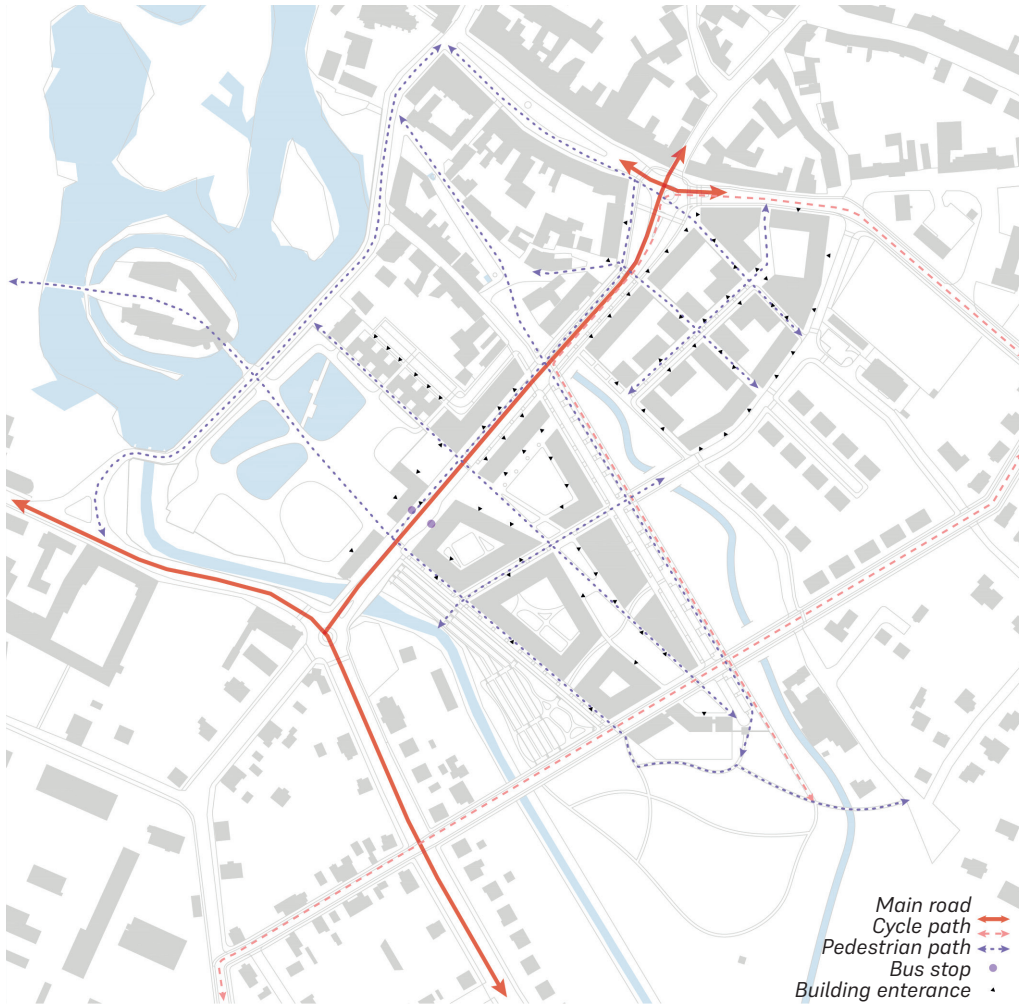 Main road
Cycle path
Pedestrian path
Bus stop
Building enterance